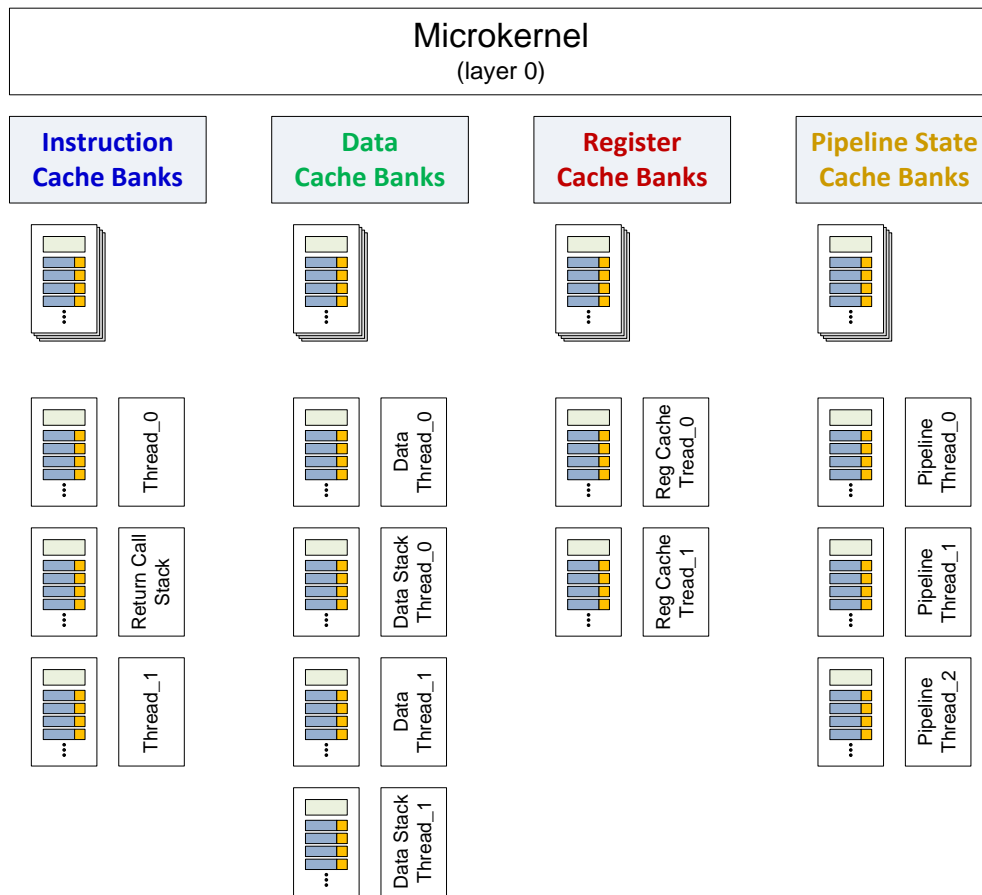 Microkernel
(layer 0)
Instruction
Cache Banks
Data
Cache Banks
Register
Cache Banks
Pipeline State
Cache Banks
Thread_0
Data
Thread_0
Reg Cache
Tread_0
Pipeline
Thread_0
Return Call
Stack
Data Stack
Thread_0
Reg Cache
Tread_1
Pipeline
Thread_1
Thread_1
Data
Thread_1
Pipeline
Thread_2
Data Stack
Thread_1